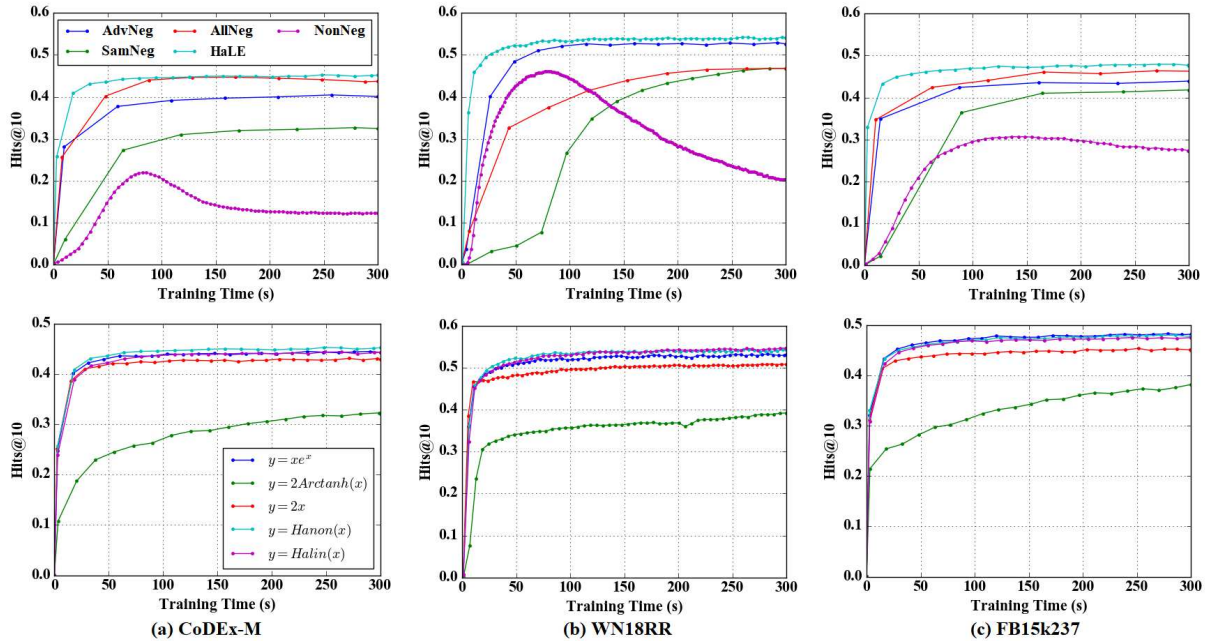 AdvNeg AllNeg NonNeg
SamNeg HaLE
Hits@10
0.6
0.5
0.4
0.3
0.2
0.1
0.0
0 50 100 150 200 250 300
Training Time (s)
Hits@10
0.6
0.5
0.4
0.3
0.2
0.1
0.0
0 50 100 150 200 250 300
Training Time (s)
Hits@10
0.6
0.5
0.4
0.3
0.2
0.1
0.0
0 50 100 150 200 250 300
Training Time (s)
Hits@10
0.5
0.4
0.3
0.2
0.1
0.0
y = xe^x
y = 2Arctanh(x)
y = 2x
y = Hanon(x)
y = Halin(x)
0 50 100 150 200 250 300
Training Time (s)
(a) CoDEx-M
Hits@10
0.6
0.5
0.4
0.3
0.2
0.1
0.0
0 50 100 150 200 250 300
Training Time (s)
(b) WN18RR
Hits@10
0.5
0.4
0.3
0.2
0.1
0.0
0 50 100 150 200 250 300
Training Time (s)
(c) FB15k237